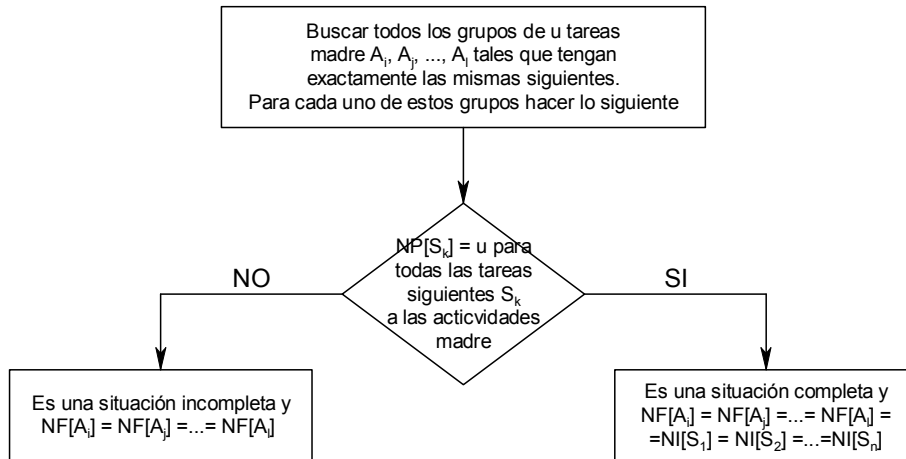 Buscar todos los grupos de u tareas
madre Ai, Aj, ..., Al tales que tengan
exactamente las mismas siguientes.
Para cada uno de estos grupos hacer lo siguiente
NP[Sk] = u para
todas las tareas
siguientes Sk
a las acticvidades
madre
NO
SI
Es una situación incompleta y
NF[Ai] = NF[Aj] =...= NF[Al]
Es una situación completa y
NF[Ai] = NF[Aj] =...= NF[Al] =
=NI[S1] = NI[S2] =...=NI[Sn]